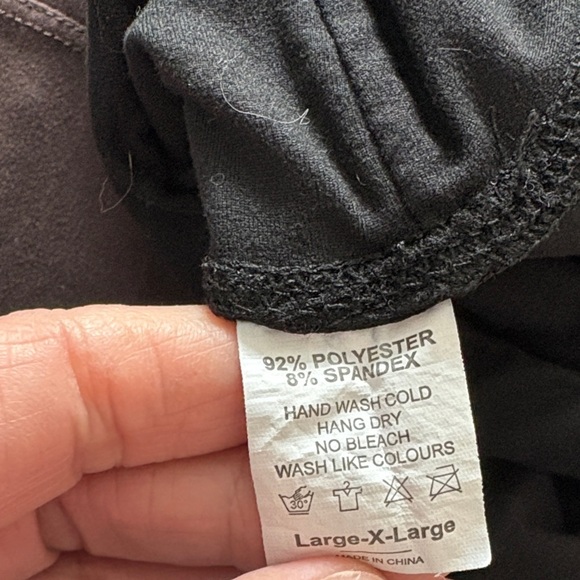 92% POLYESTER
8% SPANDEX
HAND WASH COLD
HANG DRY
NO BLEACH
WASH LIKE COLOURS
30°
Large-X-Large
MADE IN CHINA